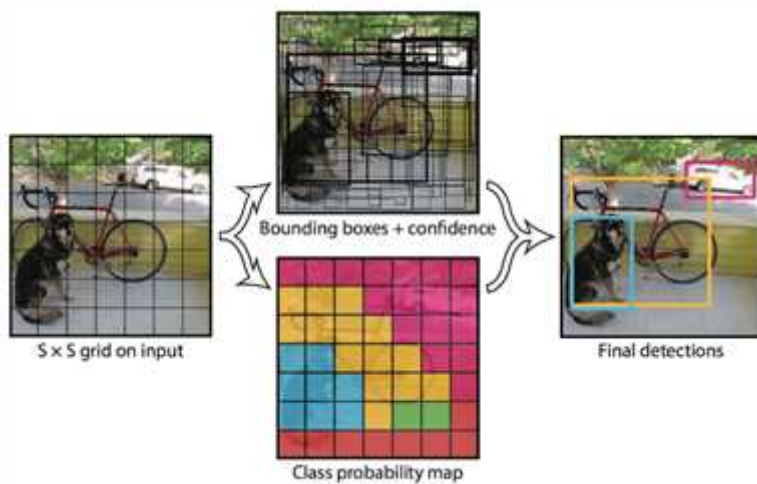 Bounding boxes + confidence
S × S grid on input
Final detections
Class probability map